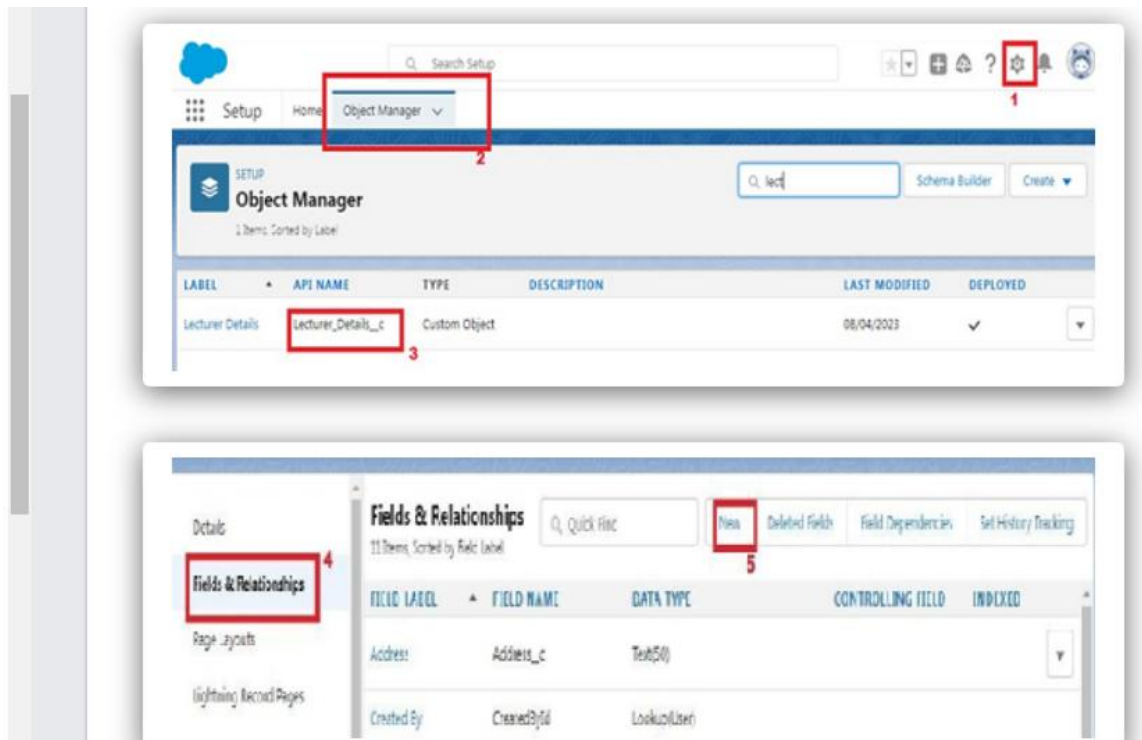 Search Setup
1
Setup Home Object Manager
2
SETUP
Object Manager
1 Items, Sorted by Label
lect
Schema Builder Create
LABEL API NAME TYPE DESCRIPTION LAST MODIFIED DEPLOYED
Lecturer Details Lecturer_Details__c Custom Object 08/04/2023
3
Details
Fields & Relationships
4
Page Layouts
Lightning Record Pages
Fields & Relationships Quick Find New Deleted Fields Field Dependencies Set History Tracking
11 Items, Sorted by Field Label
5
FIELD LABEL FIELD NAME DATA TYPE CONTROLLING FIELD INDEXED
Address Address__c Text(50)
Created By CreatedById Lookup(User)